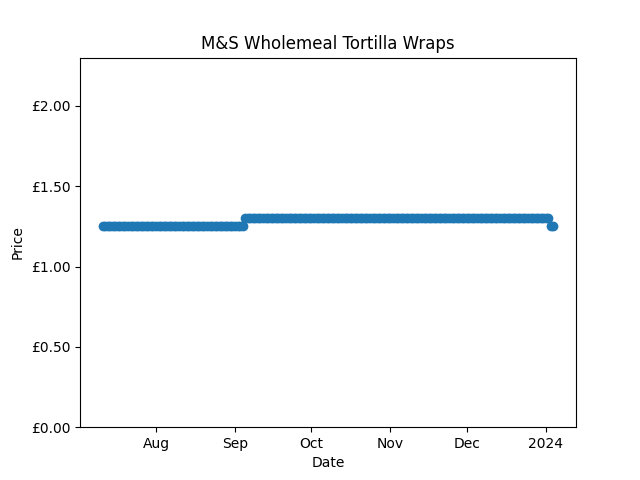 M&S Wholemeal Tortilla Wraps
£2.00
£1.50
£1.00
£0.50
£0.00
Price
Aug Sep Oct Nov Dec 2024
Date